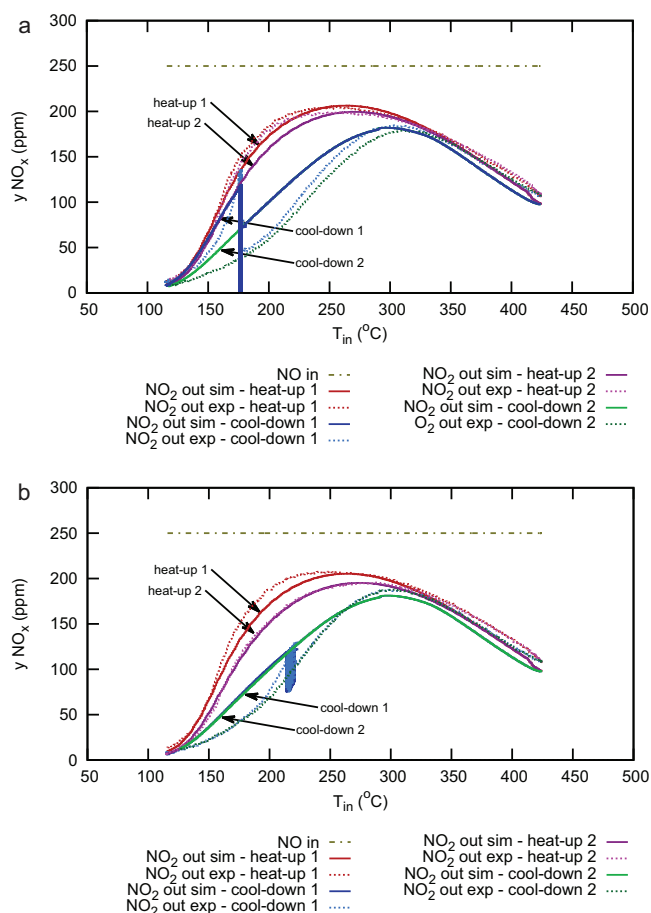 a
300
250
200
150
100
50
0
y NOx (ppm)
heat-up 1
heat-up 2
cool-down 1
cool-down 2
50 100 150 200 250 300 350 400 450 500
Tin (oC)
NO in
NO2 out sim - heat-up 1
NO2 out exp - heat-up 1
NO2 out sim - cool-down 1
NO2 out exp - cool-down 1
NO2 out sim - heat-up 2
NO2 out exp - heat-up 2
NO2 out sim - cool-down 2
O2 out exp - cool-down 2
b
300
250
200
150
100
50
0
y NOx (ppm)
heat-up 1
heat-up 2
cool-down 1
cool-down 2
50 100 150 200 250 300 350 400 450 500
Tin (oC)
NO in
NO2 out sim - heat-up 1
NO2 out exp - heat-up 1
NO2 out sim - cool-down 1
NO2 out exp - cool-down 1
NO2 out sim - heat-up 2
NO2 out exp - heat-up 2
NO2 out sim - cool-down 2
NO2 out exp - cool-down 2